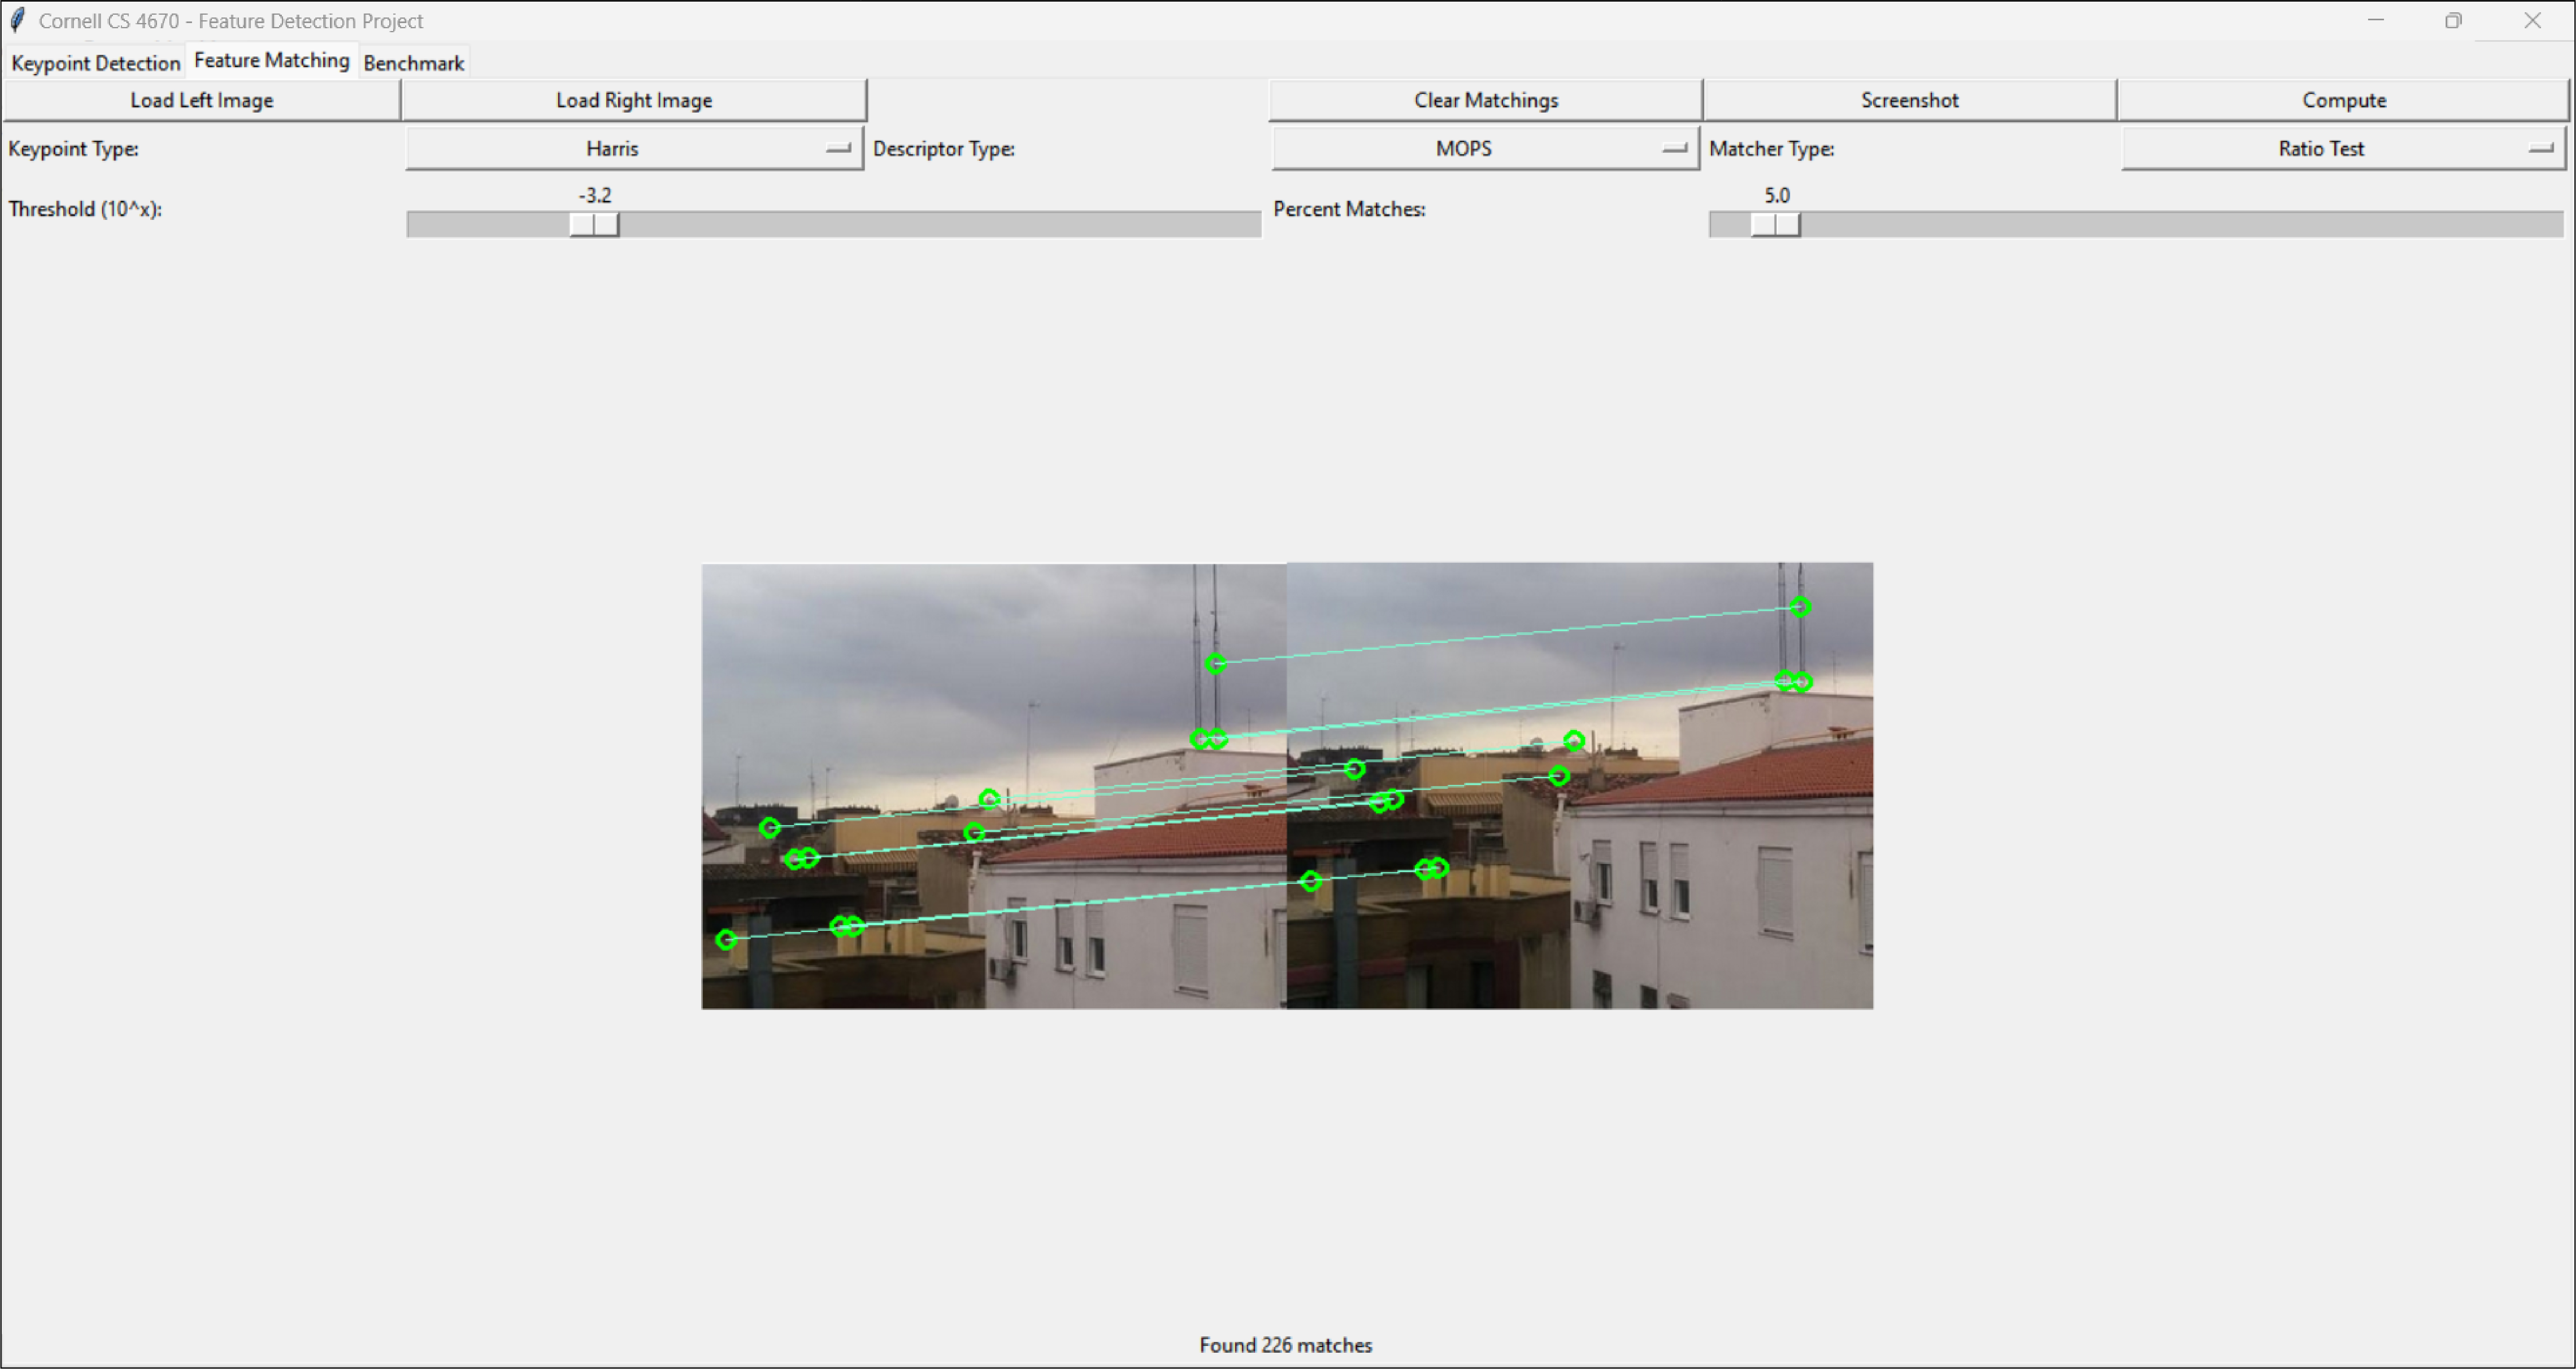 Cornell CS 4670 - Feature Detection Project
Keypoint Detection Feature Matching Benchmark
Load Left Image Load Right Image Clear Matchings Screenshot Compute
Keypoint Type: Harris Descriptor Type: MOPS Matcher Type: Ratio Test
-3.2 5.0
Threshold (10^x): Percent Matches:
Found 226 matches